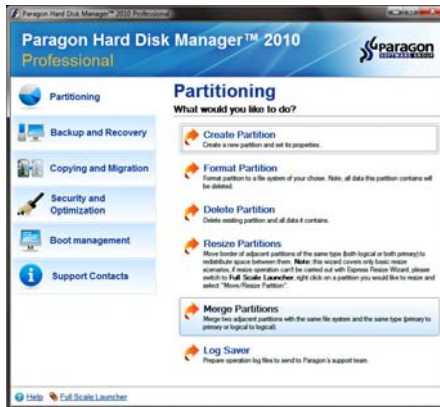 Paragon Hard Disk Manager™ 2010 Professional
Paragon Hard Disk Manager™ 2010
Professional
Paragon
SOFTWARE GROUP
Partitioning
Backup and Recovery
Copying and Migration
Security and
Optimization
Boot management
Support Contacts
Partitioning
What would you like to do?
Create Partition
Create a new partition and set its properties.
Format Partition
Format partition to a file system of your choise. Note, all data this partition contains will
be deleted.
Delete Partition
Delete existing partition and all data it contains.
Resize Partitions
Move border of adjacent partitions of the same type (both logical or both primary) to
redistribute space between them. Note: this wizard covers only basic resize
scenarios, if resize operation can't be carried out with Express Resize Wizard, please
switch to Full Scale Launcher, right click on a partition you would like to resize and
select "Move/Resize Partition".
Merge Partitions
Merge two adjacent partitions with the same file system and the same type (primary to
primary or logical to logical).
Log Saver
Prepare operation log files to send to Paragon's support team.
Help Full Scale Launcher